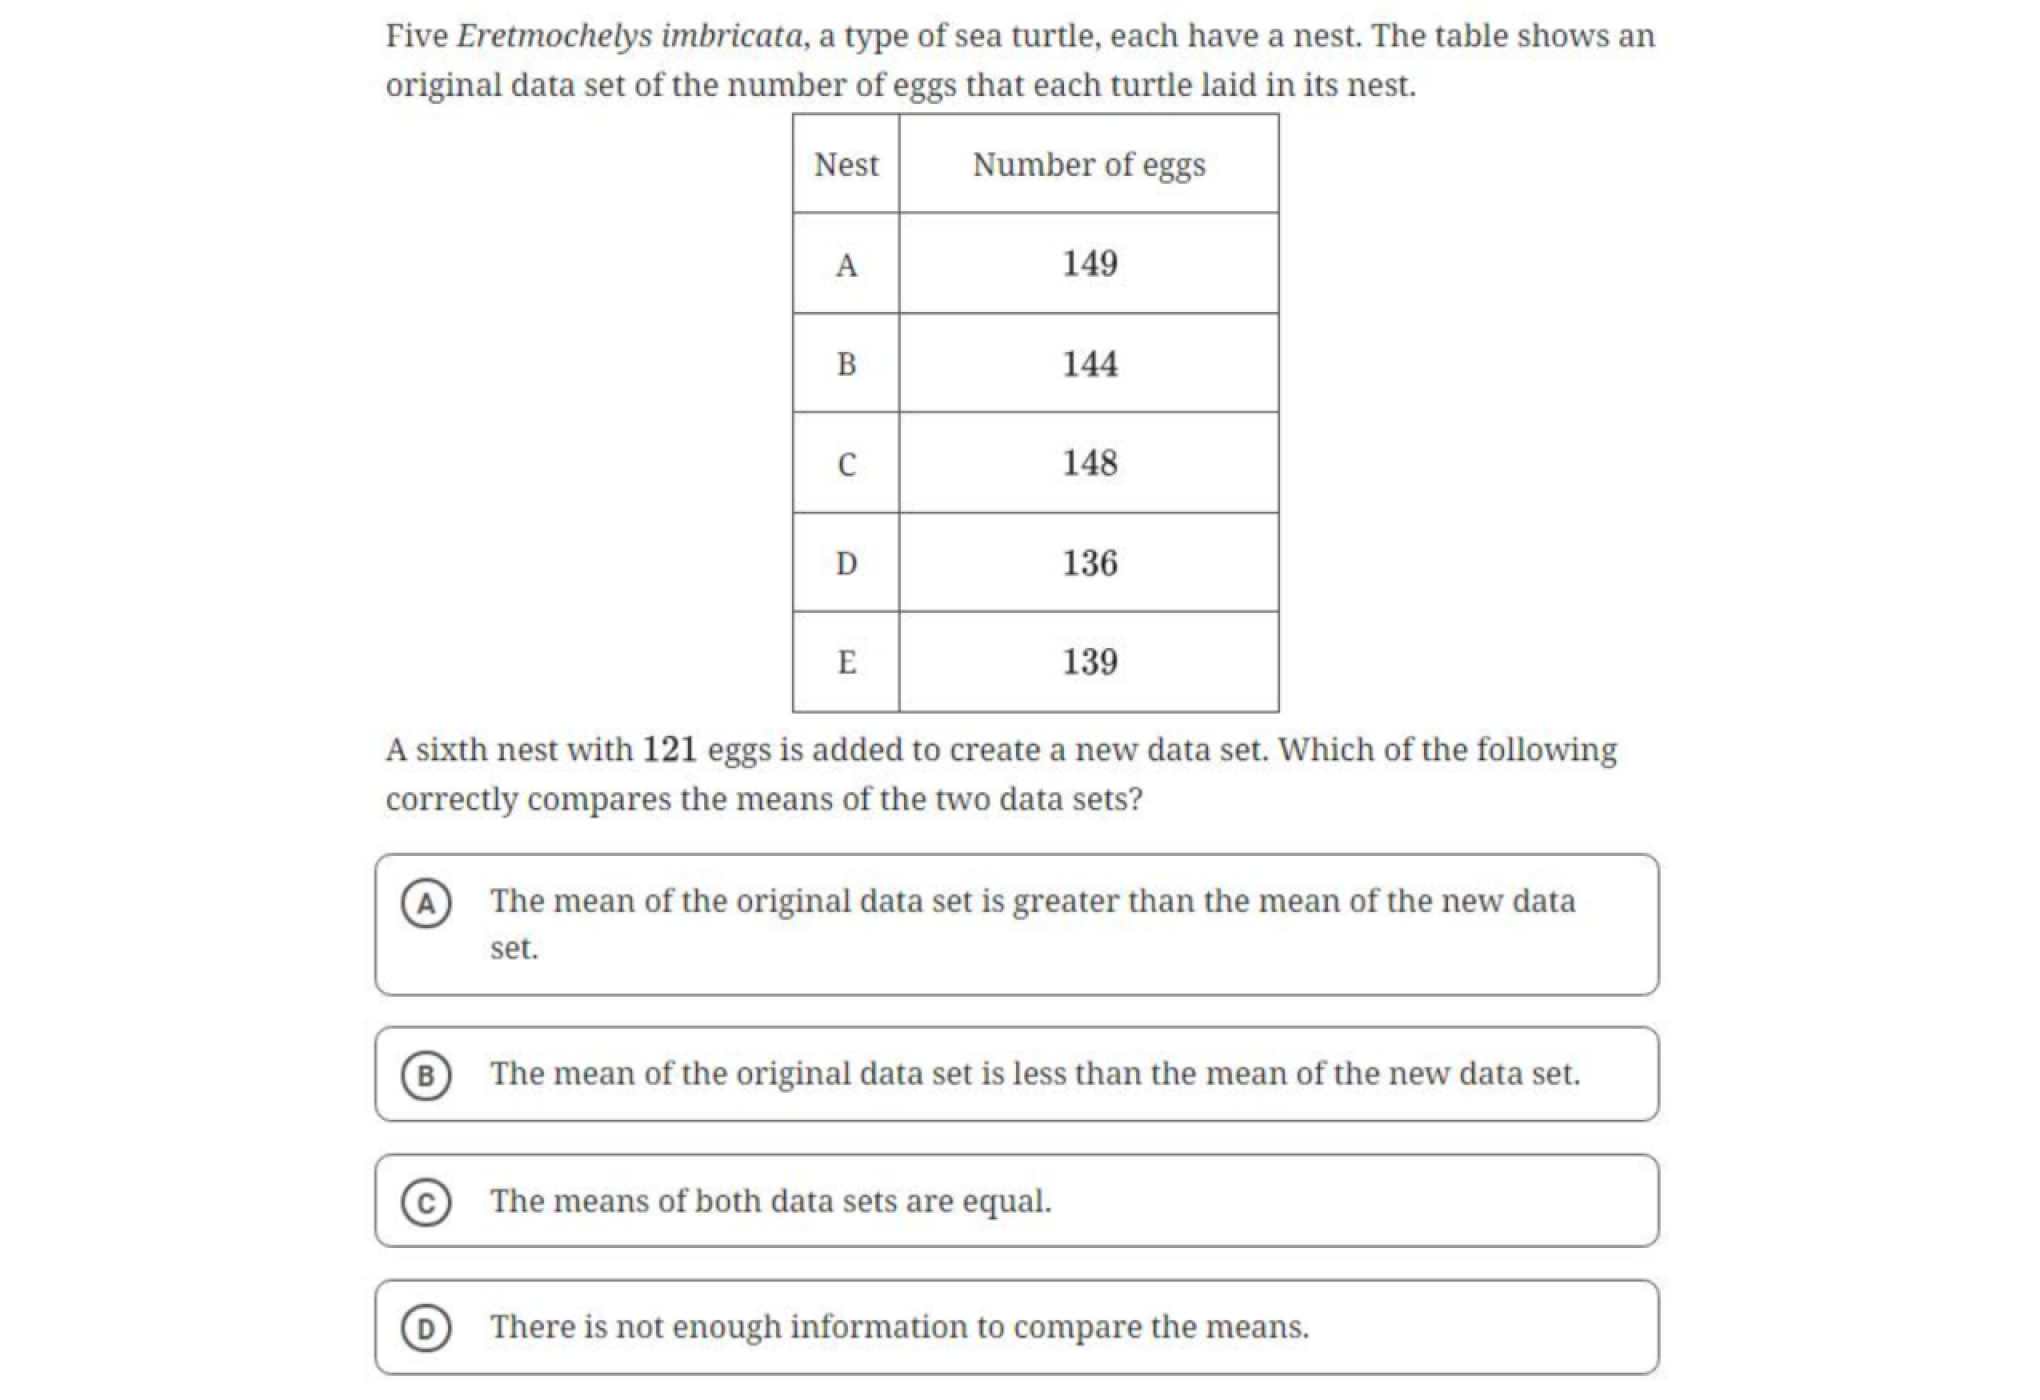 Five Eretmochelys imbricata, a type of sea turtle, each have a nest. The table shows an
original data set of the number of eggs that each turtle laid in its nest.
Nest Number of eggs
A 149
B 144
C 148
D 136
E 139
A sixth nest with 121 eggs is added to create a new data set. Which of the following
correctly compares the means of the two data sets?
A The mean of the original data set is greater than the mean of the new data
set.
B The mean of the original data set is less than the mean of the new data set.
C The means of both data sets are equal.
D There is not enough information to compare the means.